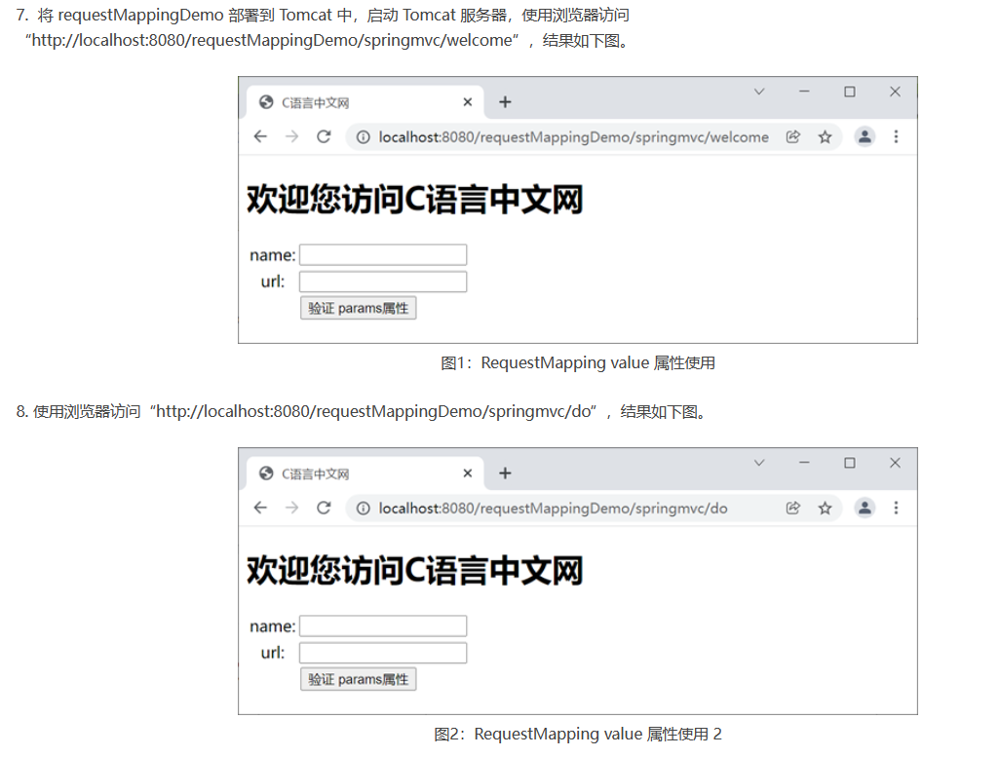 7. 将 requestMappingDemo 部署到 Tomcat 中，启动 Tomcat 服务器，使用浏览器访问
“http://localhost:8080/requestMappingDemo/springmvc/welcome”，结果如下图。
C语言中文网
localhost:8080/requestMappingDemo/springmvc/welcome
欢迎您访问C语言中文网
name:
url:
验证 params属性
图1：RequestMapping value 属性使用
8. 使用浏览器访问“http://localhost:8080/requestMappingDemo/springmvc/do”，结果如下图。
C语言中文网
localhost:8080/requestMappingDemo/springmvc/do
欢迎您访问C语言中文网
name:
url:
验证 params属性
图2：RequestMapping value 属性使用 2